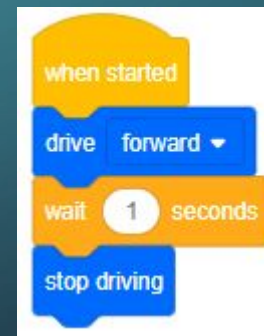 when started
drive forward
wait 1 seconds
stop driving